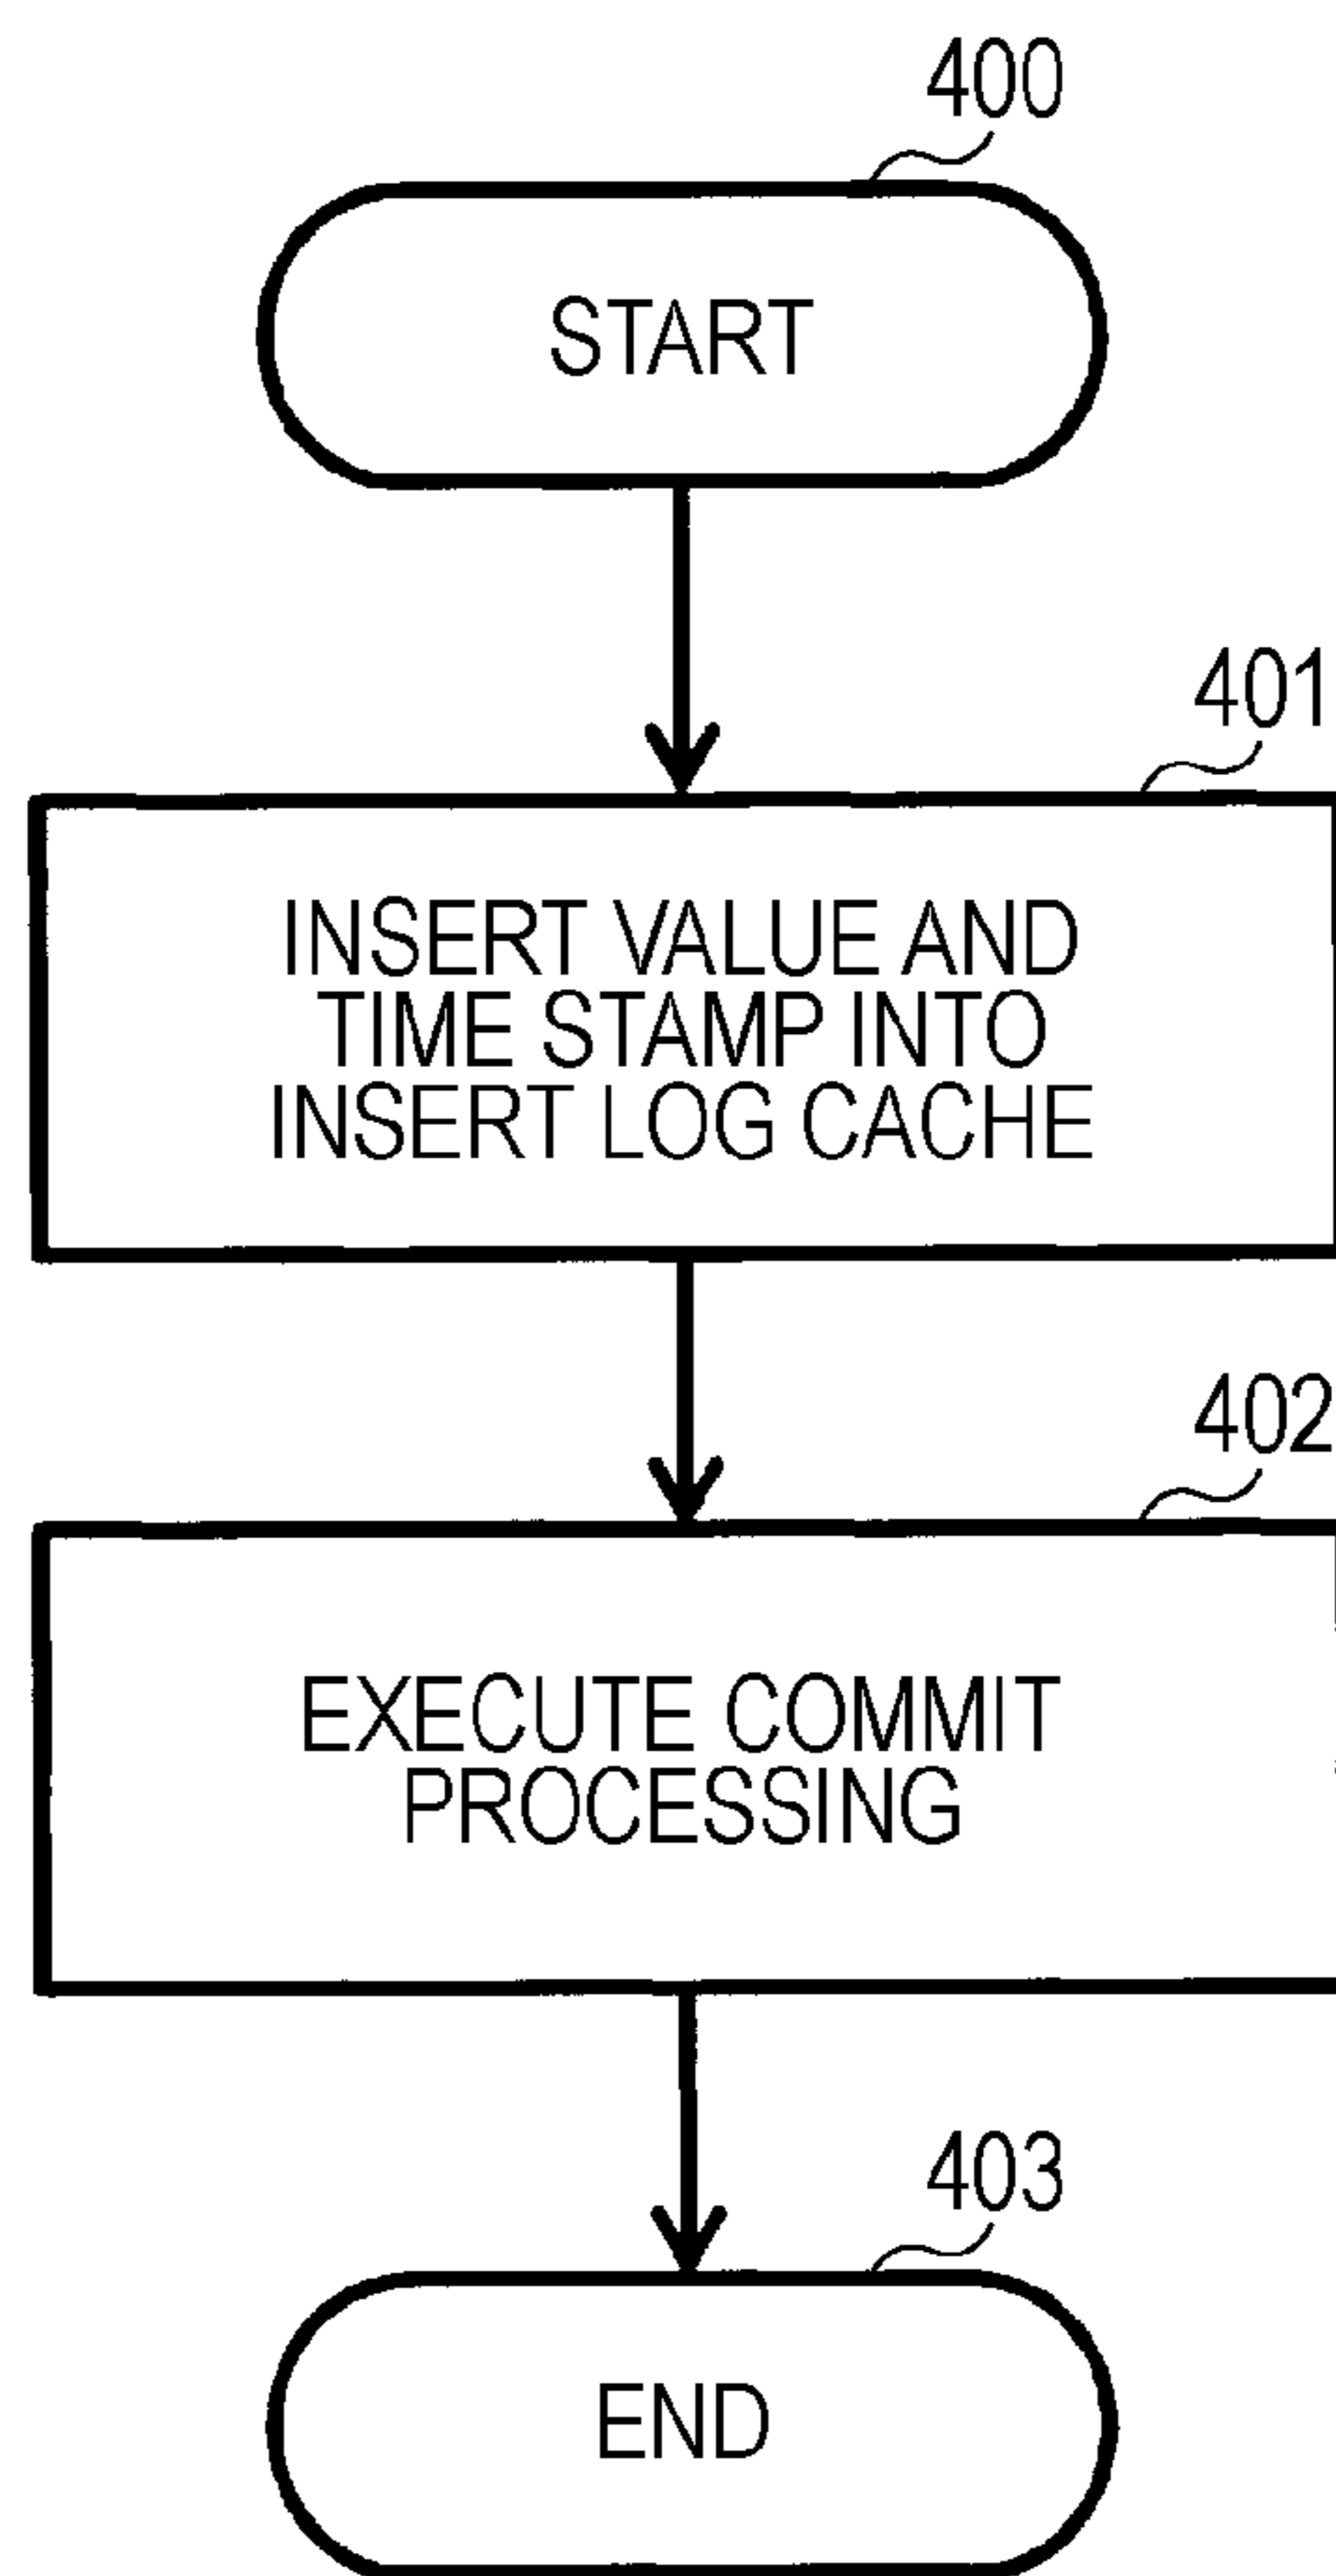 400
START
401
INSERT VALUE AND
TIME STAMP INTO
INSERT LOG CACHE
402
EXECUTE COMMIT
PROCESSING
403
END